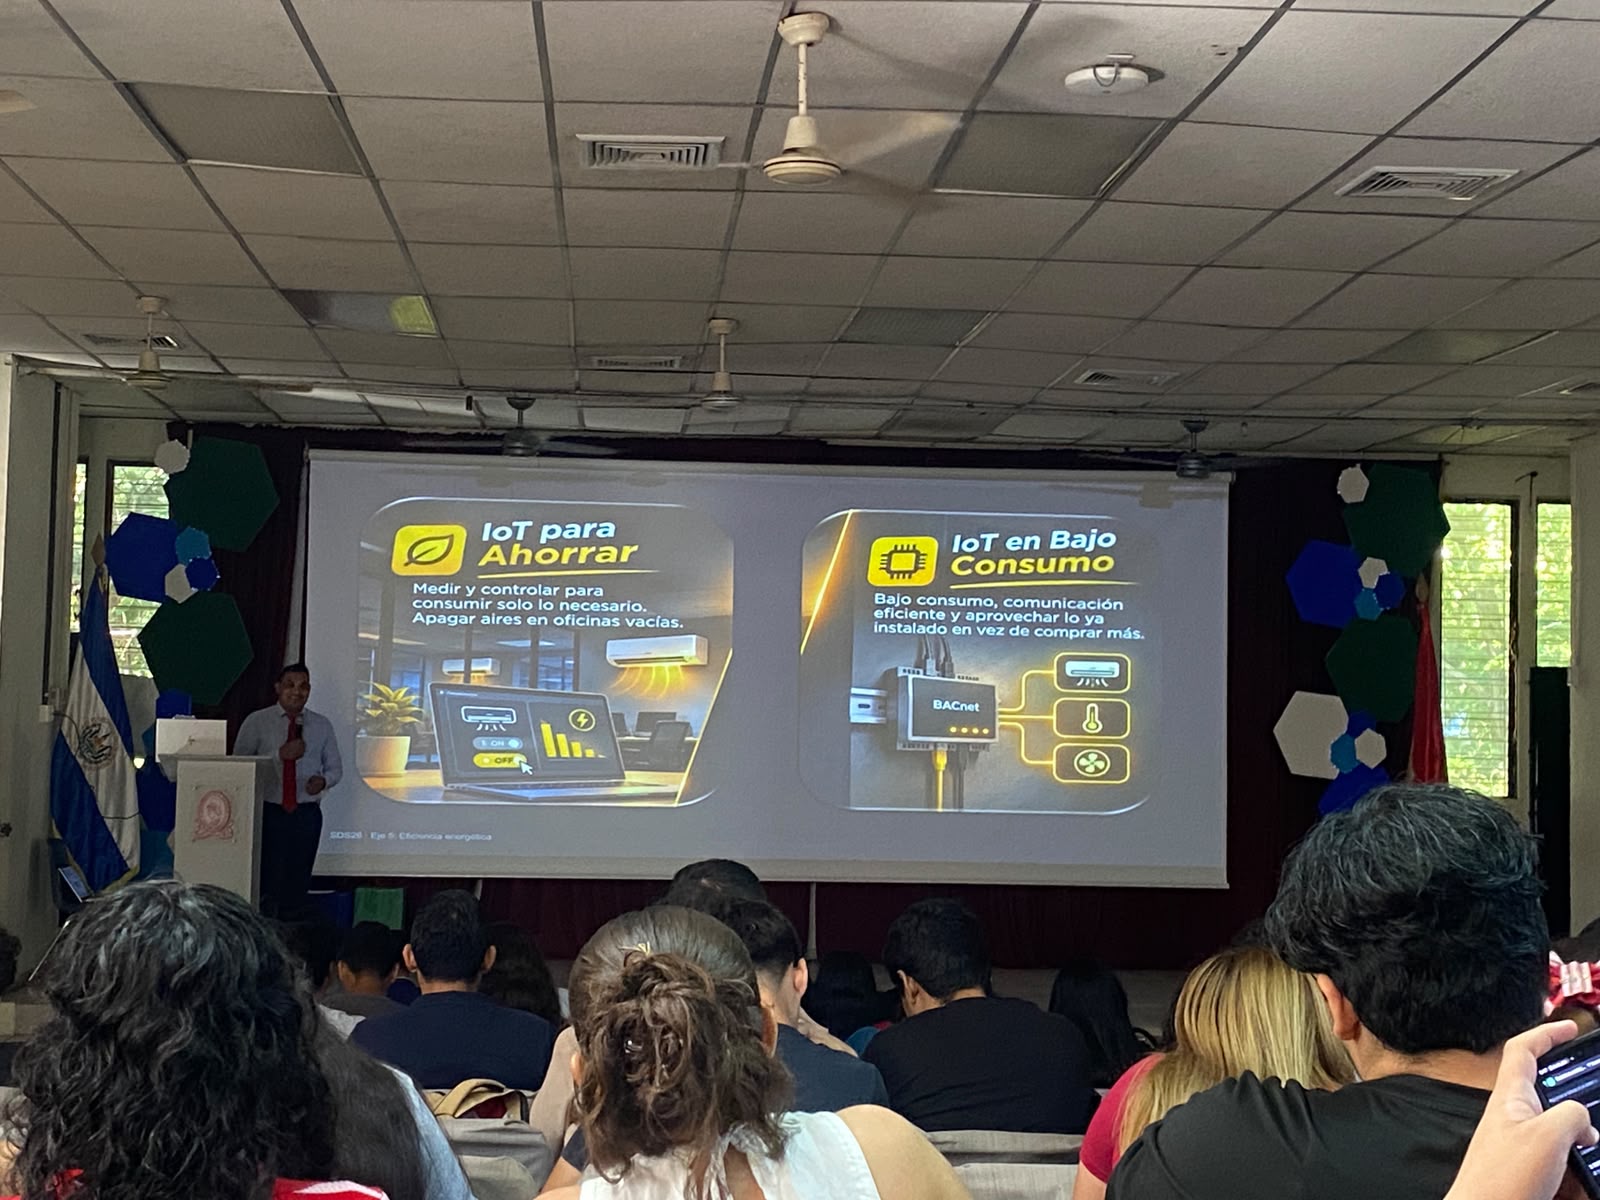 IoT para
Ahorrar
Medir y controlar para
consumir solo lo necesario.
Apagar aires en oficinas vacías.
ON
OFF
IoT en Bajo
Consumo
Bajo consumo, comunicación
eficiente y aprovechar lo ya
instalado en vez de comprar más.
BACnet
SDS26 · Eje 5: Eficiencia energética